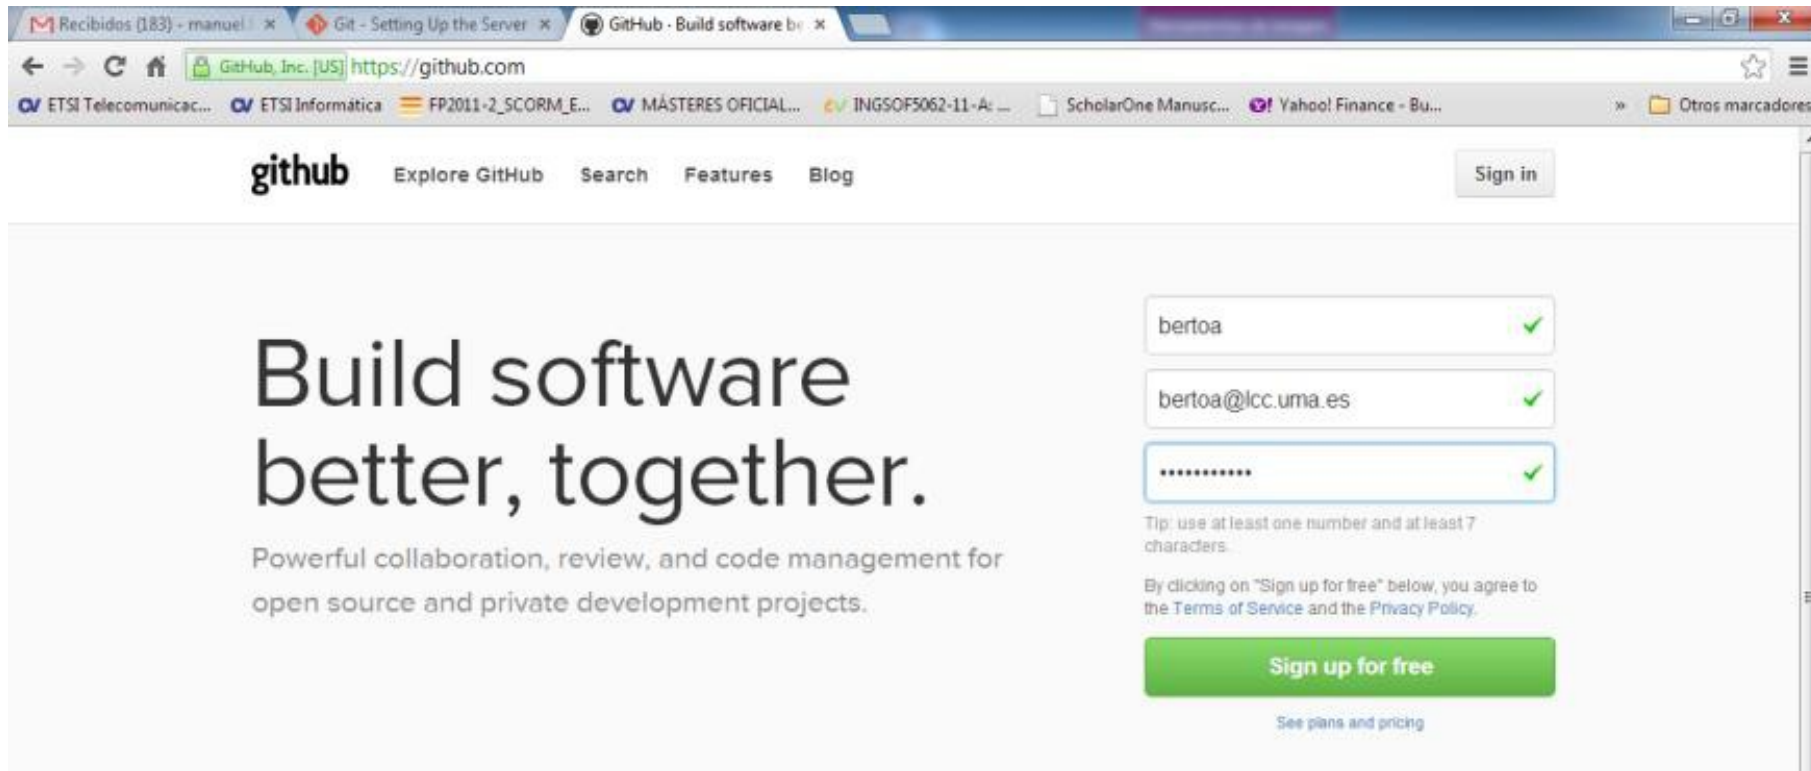 Recibidos (183) - manuel
Git - Setting Up the Server
GitHub · Build software be
GitHub, Inc. [US] https://github.com
ETSI Telecomunicac...
ETSI Informática
FP2011-2_SCORM_E...
MÁSTERES OFICIAL...
INGSOF5062-11-A: ...
ScholarOne Manusc...
Yahoo! Finance - Bu...
»
Otros marcadores
github
Explore GitHub
Search
Features
Blog
Sign in
Build software
better, together.
Powerful collaboration, review, and code management for
open source and private development projects.
bertoa
bertoa@lcc.uma.es
•••••••••••
Tip: use at least one number and at least 7
characters.
By clicking on "Sign up for free" below, you agree to
the Terms of Service and the Privacy Policy.
Sign up for free
See plans and pricing